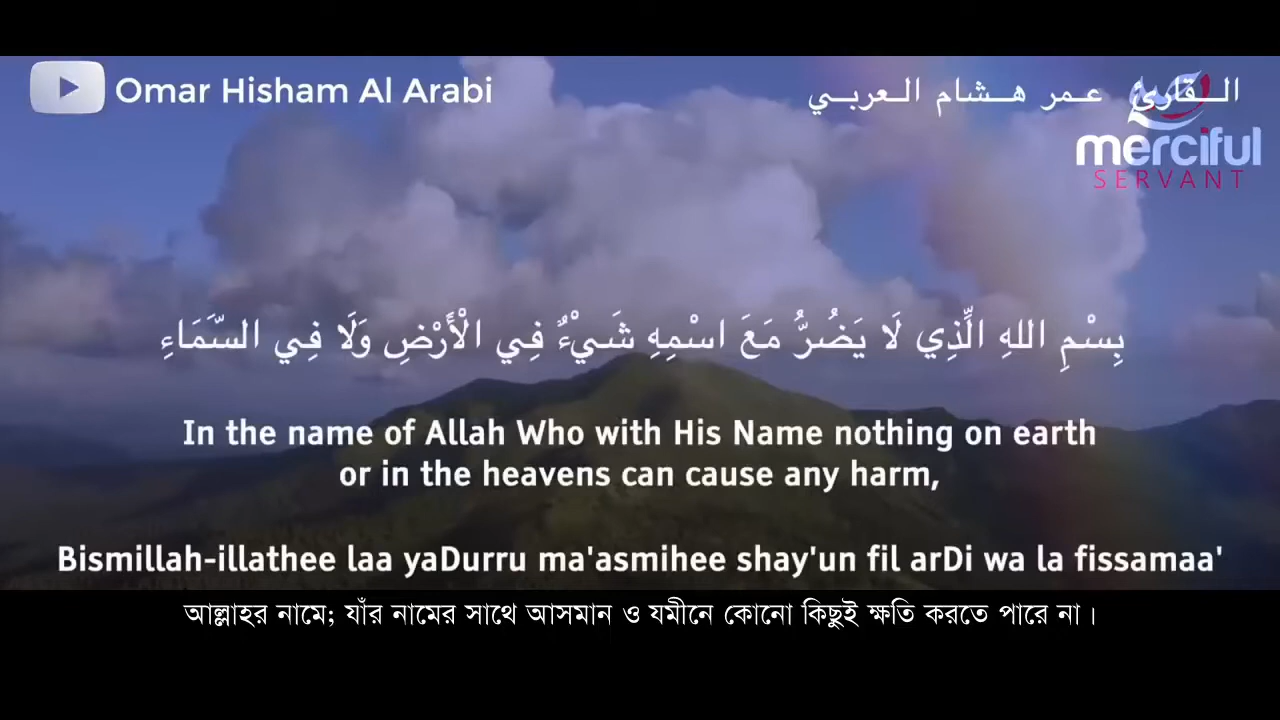 Omar Hisham Al Arabi
القارئ عمر هشام العربي
merciful
SERVANT
بِسْمِ اللهِ الَّذِي لَا يَضُرُّ مَعَ اسْمِهِ شَيْءٌ فِي الْأَرْضِ وَلَا فِي السَّمَاءِ
In the name of Allah Who with His Name nothing on earth
or in the heavens can cause any harm,
Bismillah-illathee laa yaDurru ma'asmihee shay'un fil arDi wa la fissamaa'
আল্লাহর নামে; যাঁর নামের সাথে আসমান ও যমীনে কোনো কিছুই ক্ষতি করতে পারে না।